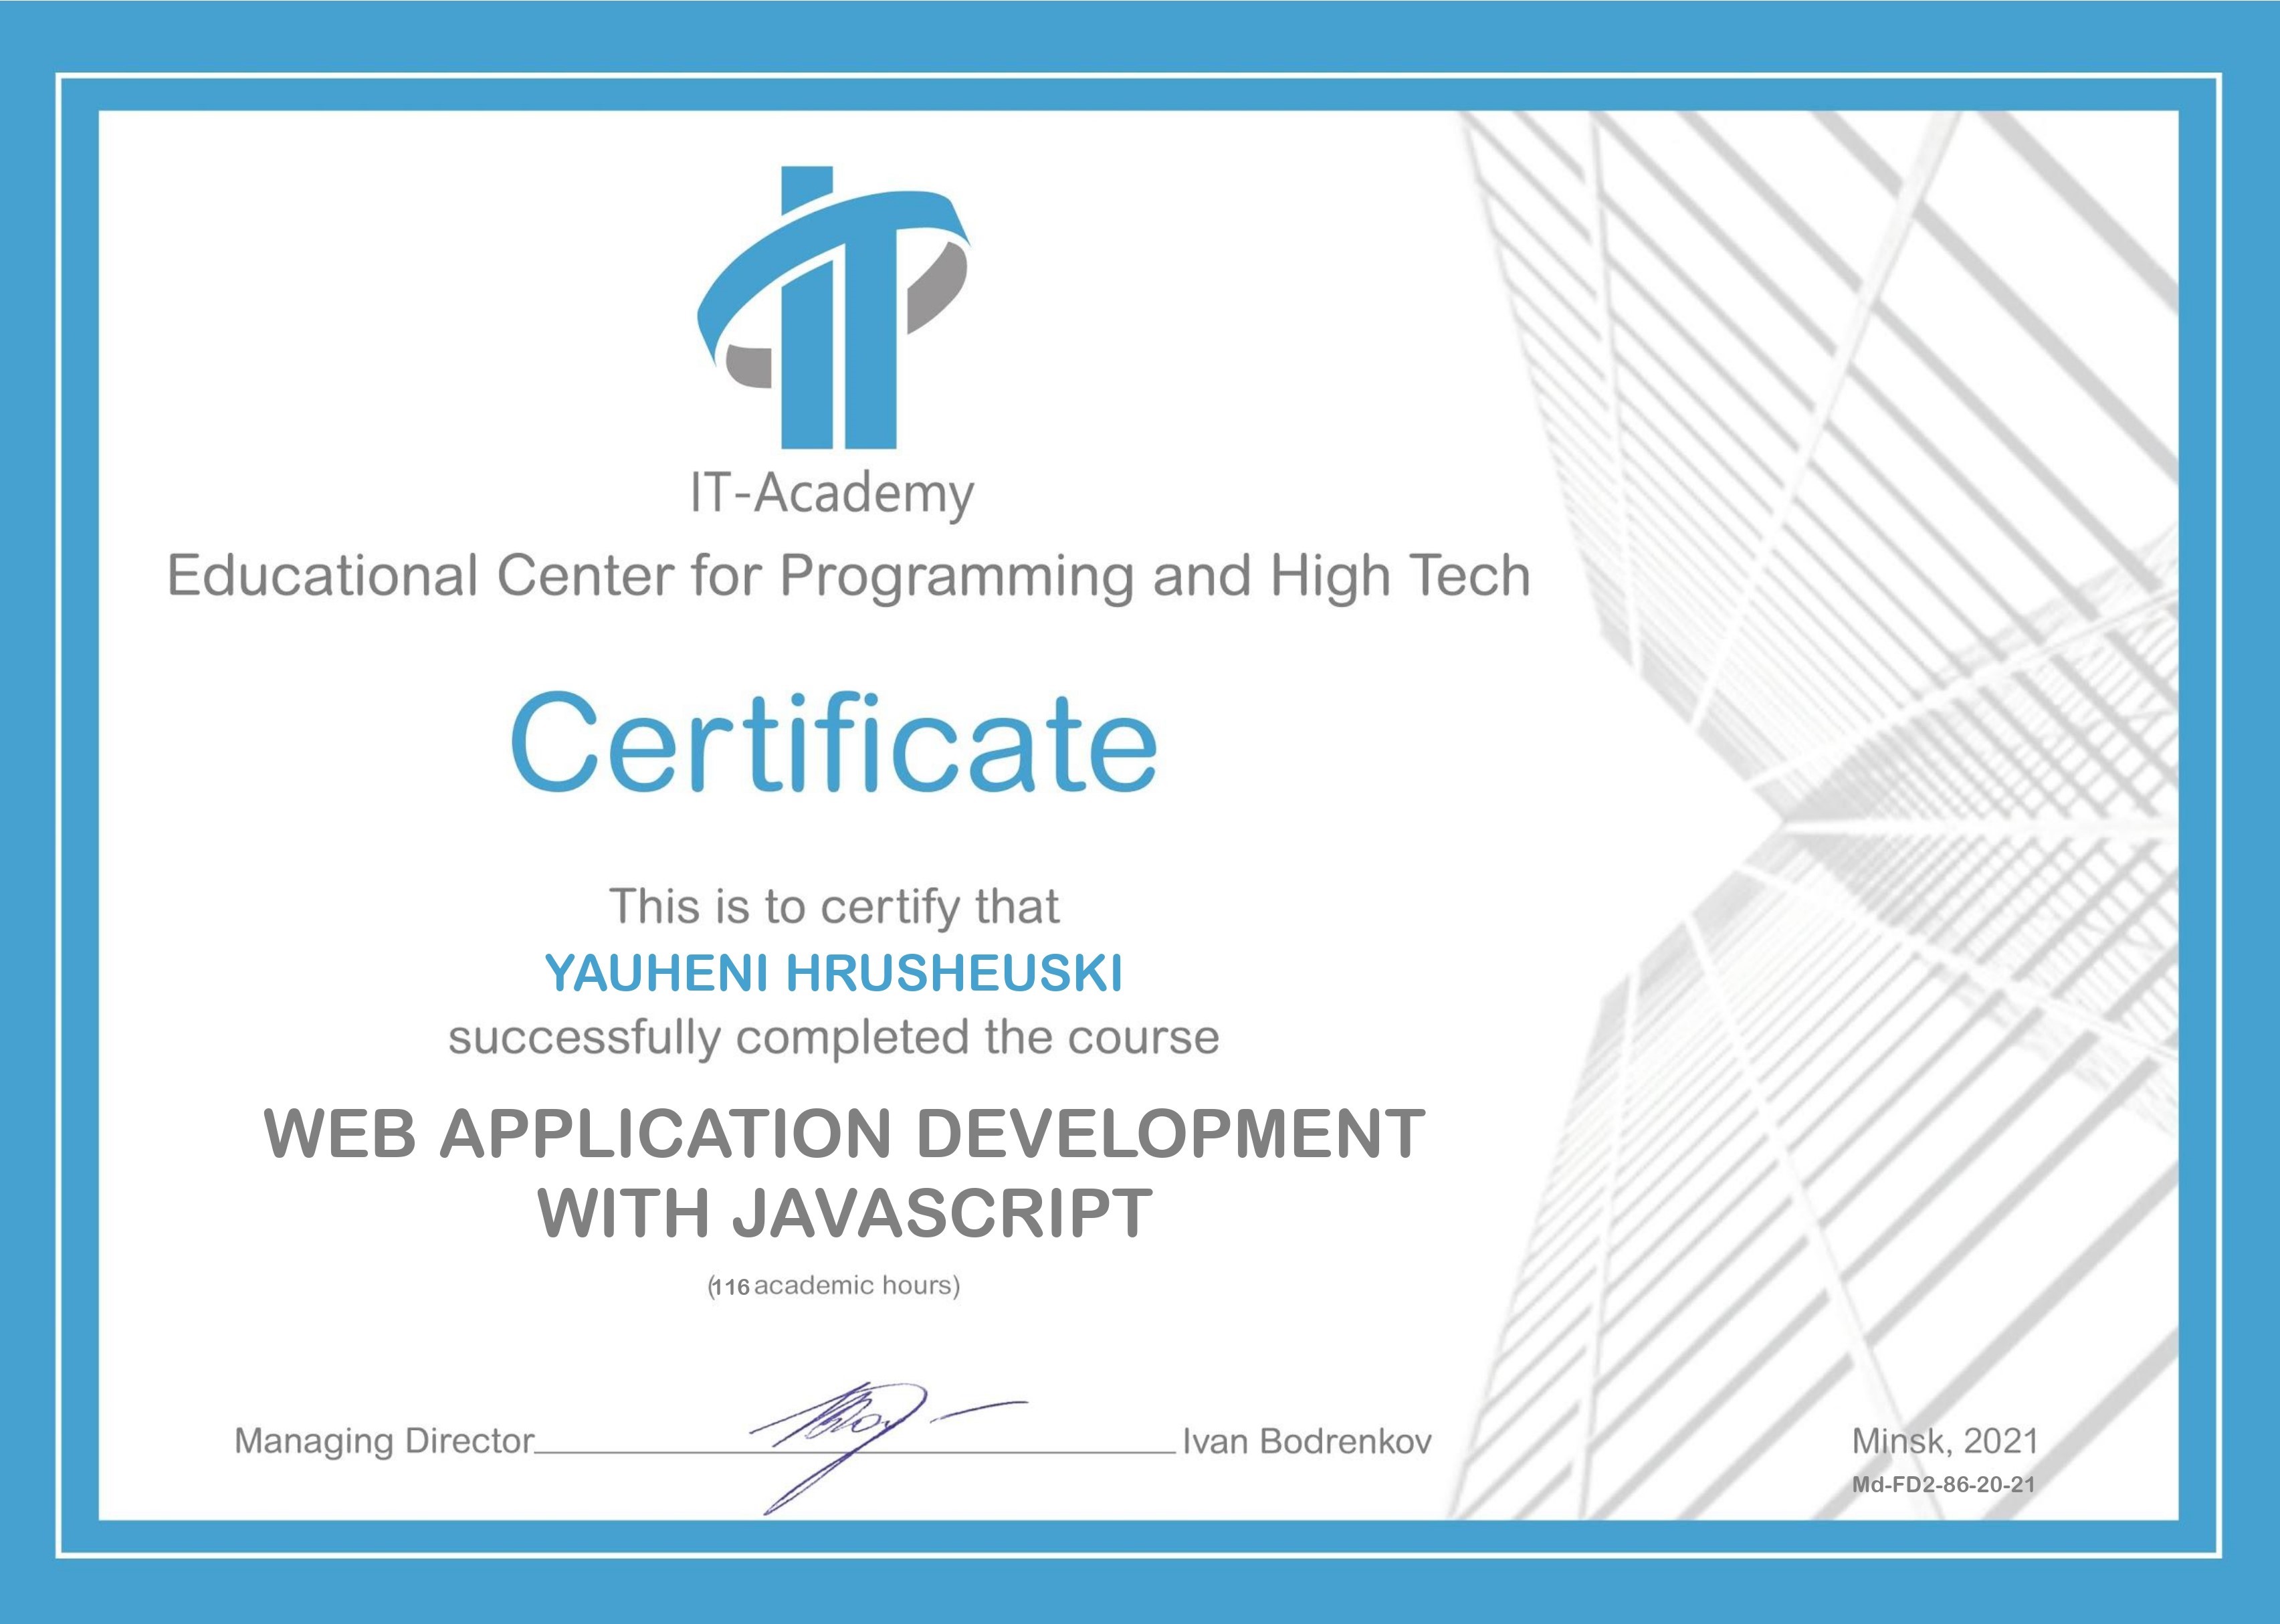 IT-Academy
Educational Center for Programming and High Tech
Certificate
This is to certify that
YAUHENI HRUSHEUSKI
successfully completed the course
WEB APPLICATION DEVELOPMENT
WITH JAVASCRIPT
(116 academic hours)
Managing Director Ivan Bodrenkov
Minsk, 2021
Md-FD2-86-20-21